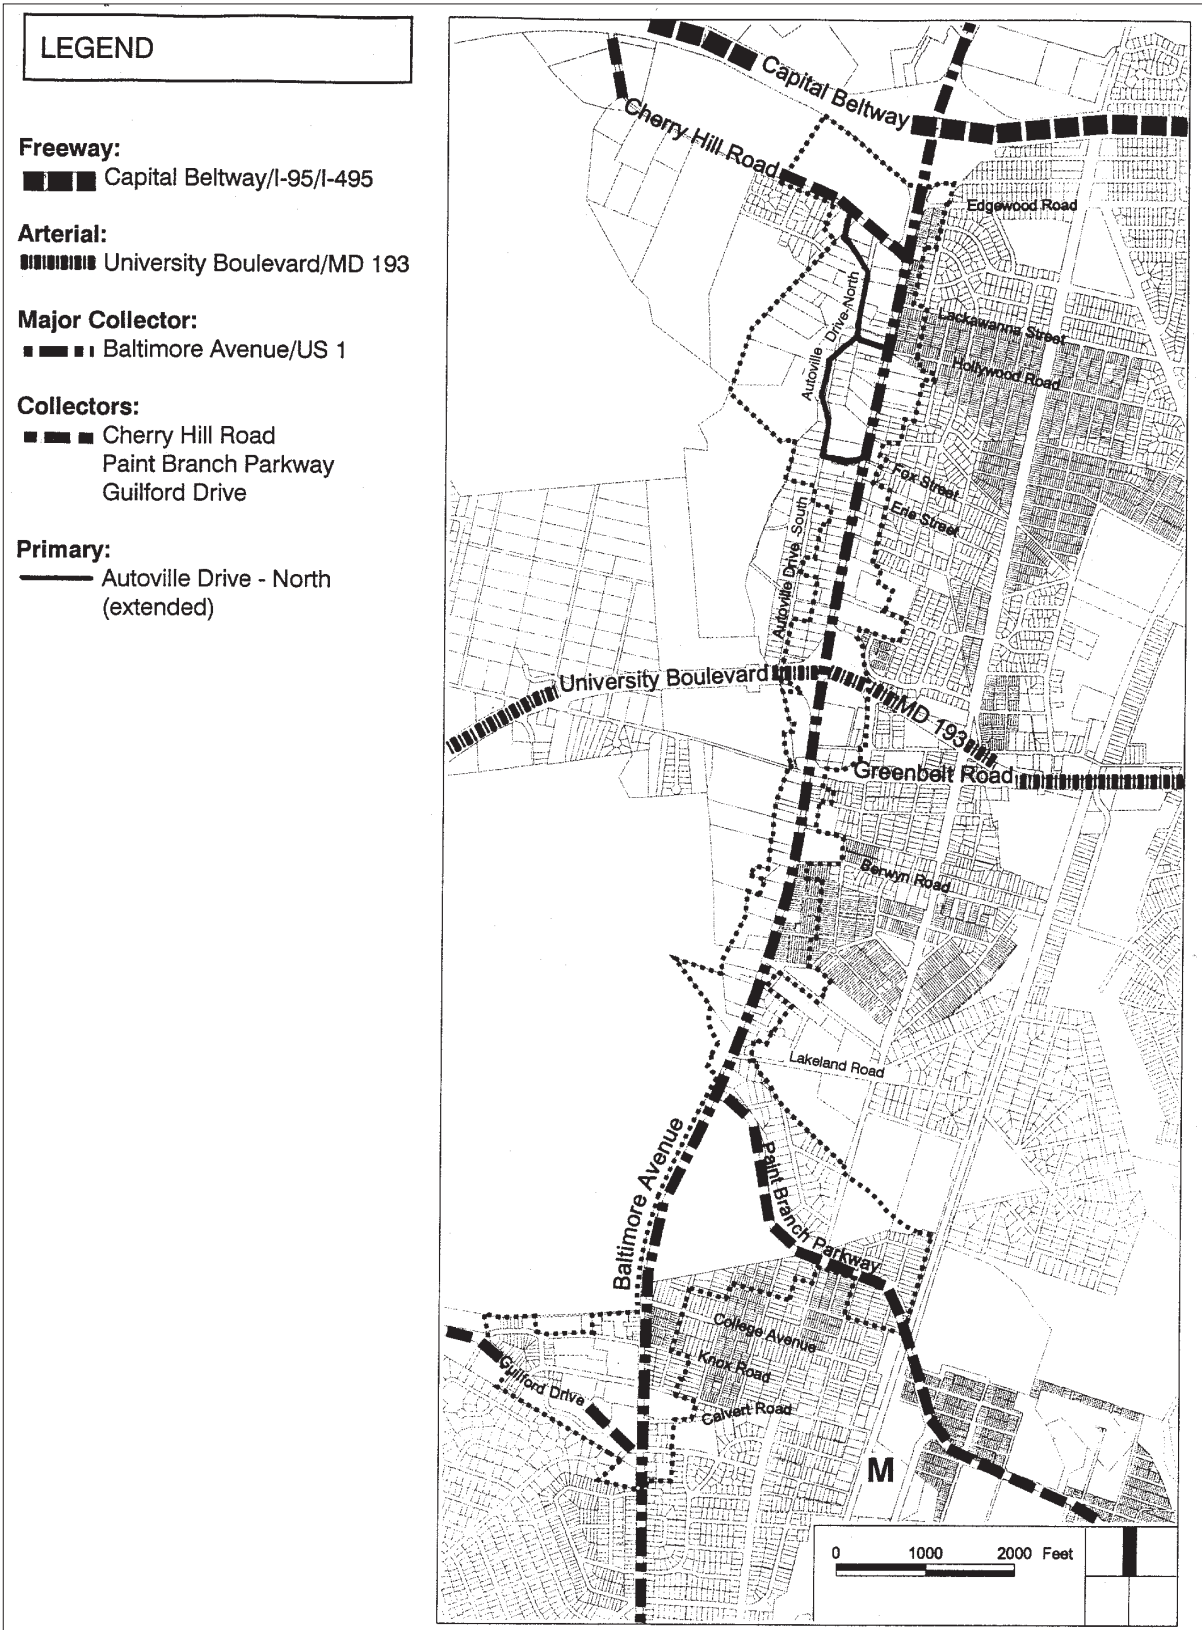 LEGEND
Freeway:
Capital Beltway/I-95/I-495
Arterial:
University Boulevard/MD 193
Major Collector:
Baltimore Avenue/US 1
Collectors:
Cherry Hill Road
Paint Branch Parkway
Guilford Drive
Primary:
Autoville Drive - North
(extended)
Capital Beltway
Cherry Hill Road
Edgewood Road
Autoville Drive-North
Lackawanna Street
Hollywood Road
Fox Street
Erie Street
Autoville Drive South
University Boulevard
MD 193
Greenbelt Road
Berwyn Road
Lakeland Road
Baltimore Avenue
Paint Branch Parkway
College Avenue
Knox Road
Guilford Drive
Calvert Road
M
0 1000 2000 Feet